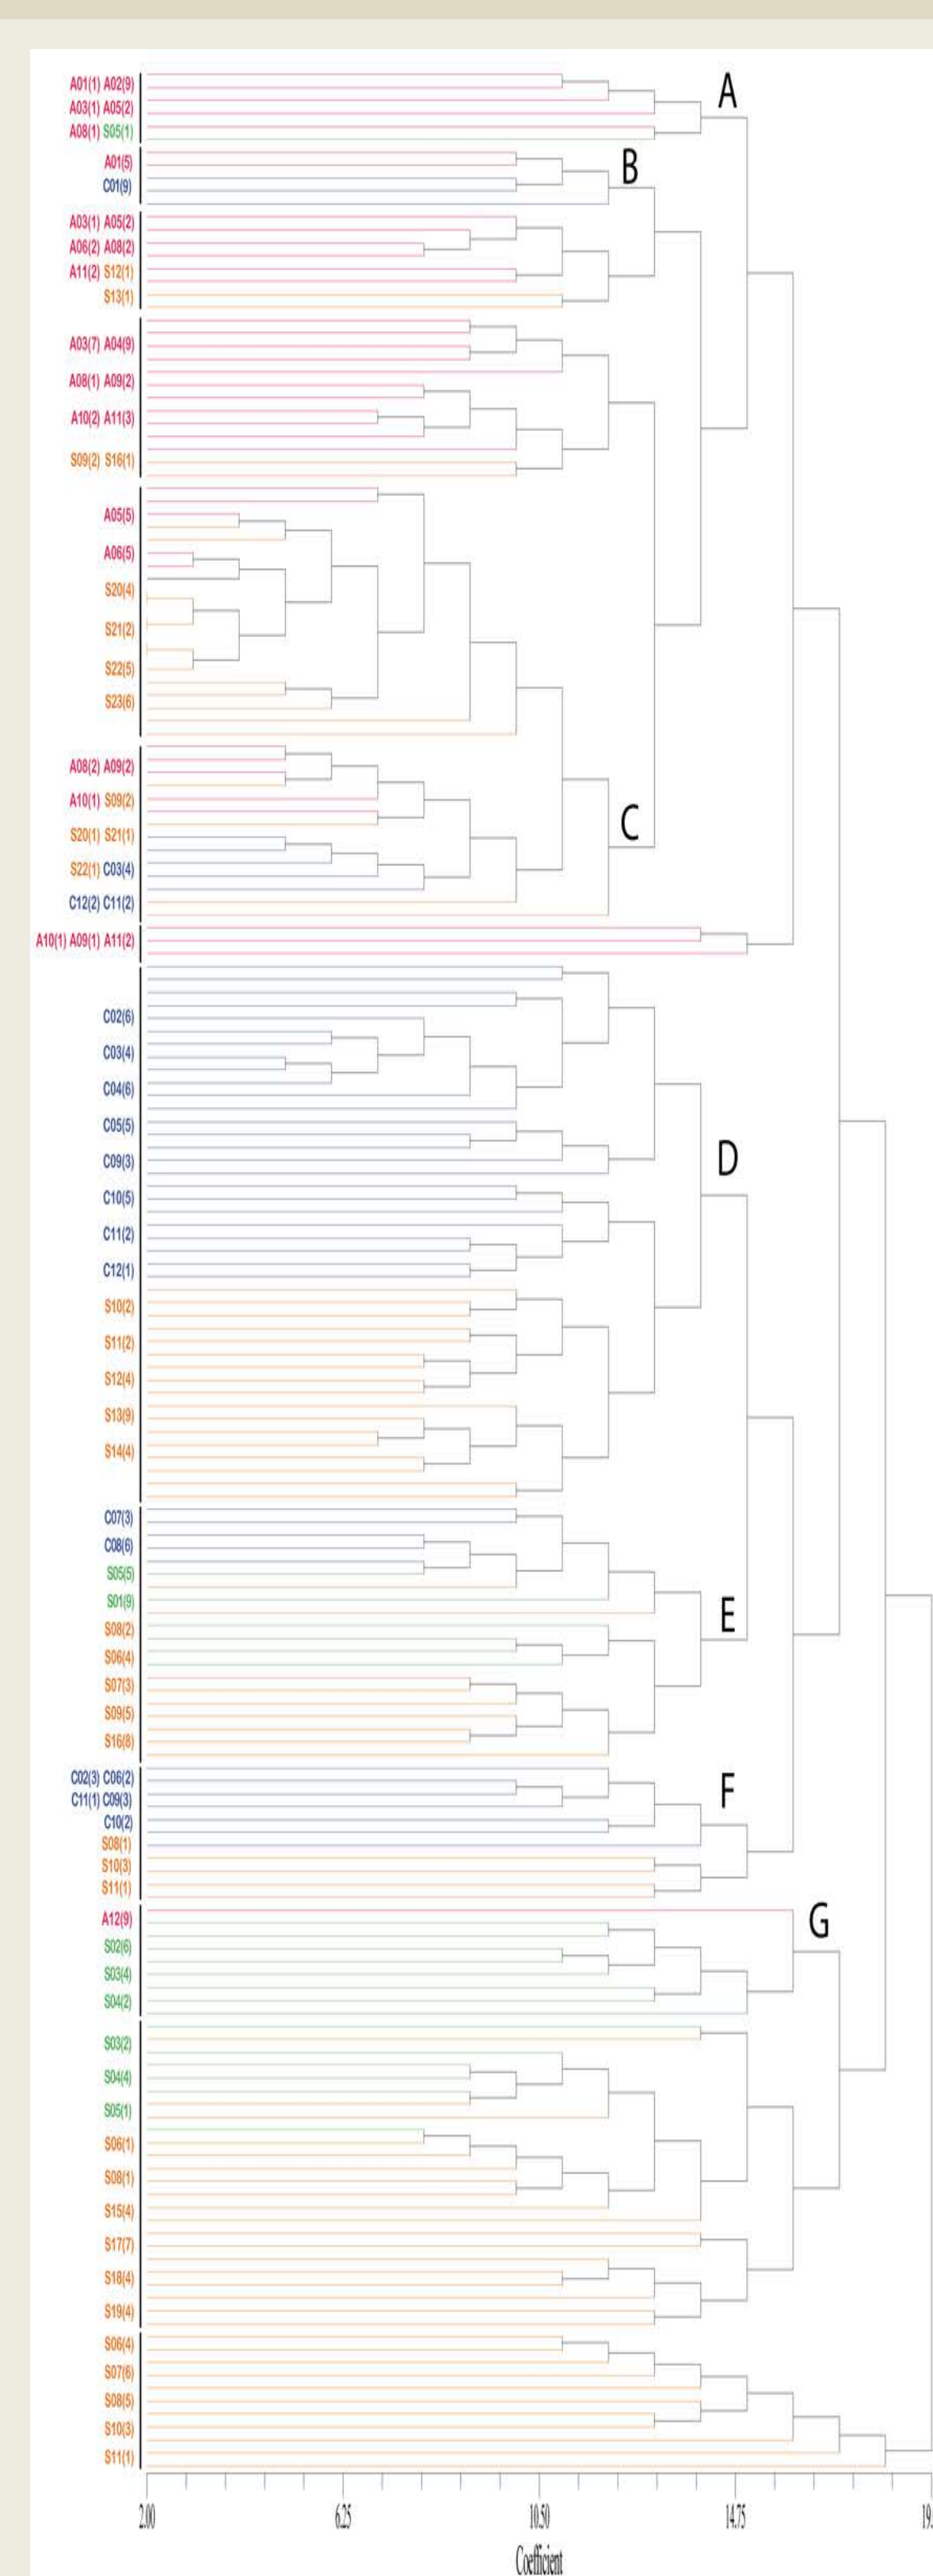 A01(1) A02(9)
A
A03(1) A05(2)
A08(1) S05(1)
A01(5)
B
C01(9)
A03(1) A05(2)
A06(2) A08(2)
A11(2) S12(1)
S13(1)
A03(7) A04(9)
A08(1) A09(2)
A10(2) A11(3)
S09(2) S16(1)
A05(5)
A06(5)
S20(4)
S21(2)
S22(5)
S23(6)
A08(2) A09(2)
A10(1) S09(2)
C
S20(1) S21(1)
S22(1) C03(4)
C12(2) C11(2)
A10(1) A09(1) A11(2)
C02(6)
C03(4)
C04(6)
C05(5)
D
C09(3)
C10(5)
C11(2)
C12(1)
S10(2)
S11(2)
S12(4)
S13(9)
S14(4)
C07(3)
C08(6)
S05(5)
S01(9)
E
S08(2)
S06(4)
S07(3)
S09(5)
S16(8)
C02(3) C06(2)
F
C11(1) C09(3)
C10(2)
S08(1)
S10(3)
S11(1)
A12(9)
G
S02(6)
S03(4)
S04(2)
S03(2)
S04(4)
S05(1)
S06(1)
S08(1)
S15(4)
S17(7)
S18(4)
S19(4)
S06(4)
S07(6)
S08(5)
S10(3)
S11(1)
2.00 6.25 10.50 14.75
Coefficient